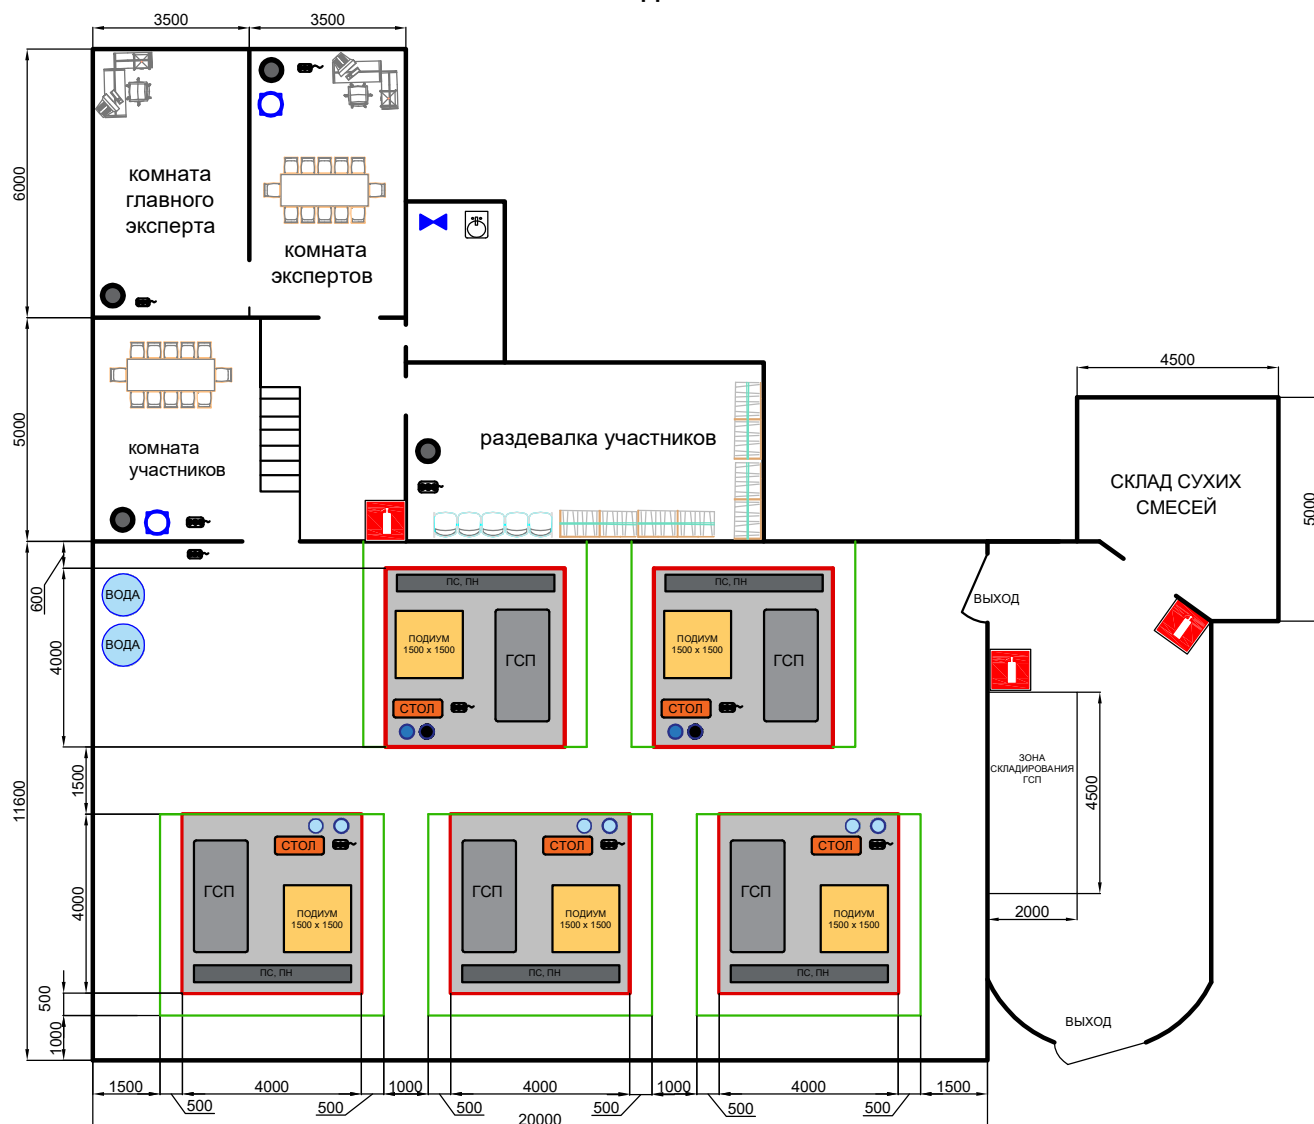 3500
3500
6000
комната
главного
эксперта
комната
экспертов
5000
комната
участников
раздевалка участников
4500
5000
СКЛАД СУХИХ
СМЕСЕЙ
11600
600
4000
1500
4000
500
1000
ВОДА
ВОДА
ПС, ПН
ПОДИУМ
1500 x 1500
ГСП
СТОЛ
ПС, ПН
ПОДИУМ
1500 x 1500
ГСП
СТОЛ
ВЫХОД
ЗОНА
СКЛАДИРОВАНИЯ
ГСП
4500
2000
ВЫХОД
ГСП
СТОЛ
ПОДИУМ
1500 x 1500
ПС, ПН
ГСП
СТОЛ
ПОДИУМ
1500 x 1500
ПС, ПН
ГСП
СТОЛ
ПОДИУМ
1500 x 1500
ПС, ПН
1500
4000
1000
4000
1000
4000
1500
500
500
500
500
500
500
20000